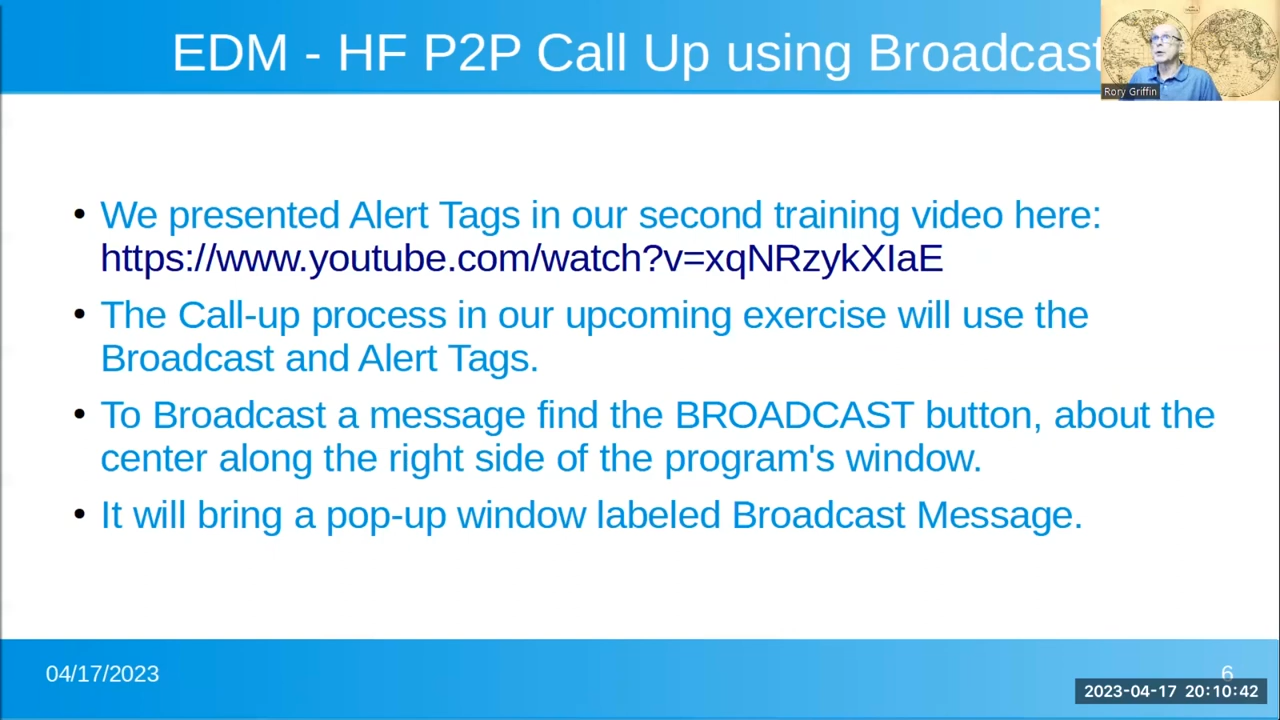 EDM - HF P2P Call Up using Broadcast
Rory Griffin
• We presented Alert Tags in our second training video here:
https://www.youtube.com/watch?v=xqNRzykXIaE
• The Call-up process in our upcoming exercise will use the
Broadcast and Alert Tags.
• To Broadcast a message find the BROADCAST button, about the
center along the right side of the program's window.
• It will bring a pop-up window labeled Broadcast Message.
04/17/2023
6
2023-04-17 20:10:42